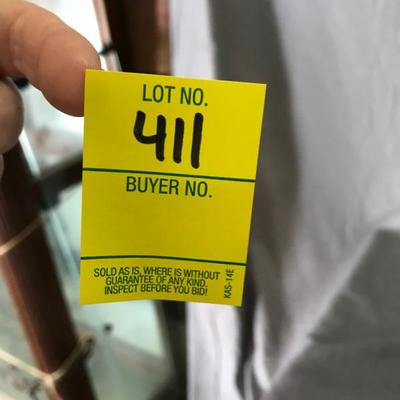 LOT NO.
411
BUYER NO.
SOLD AS IS, WHERE IS WITHOUT
GUARANTEE OF ANY KIND.
INSPECT BEFORE YOU BID!
KAS-14E